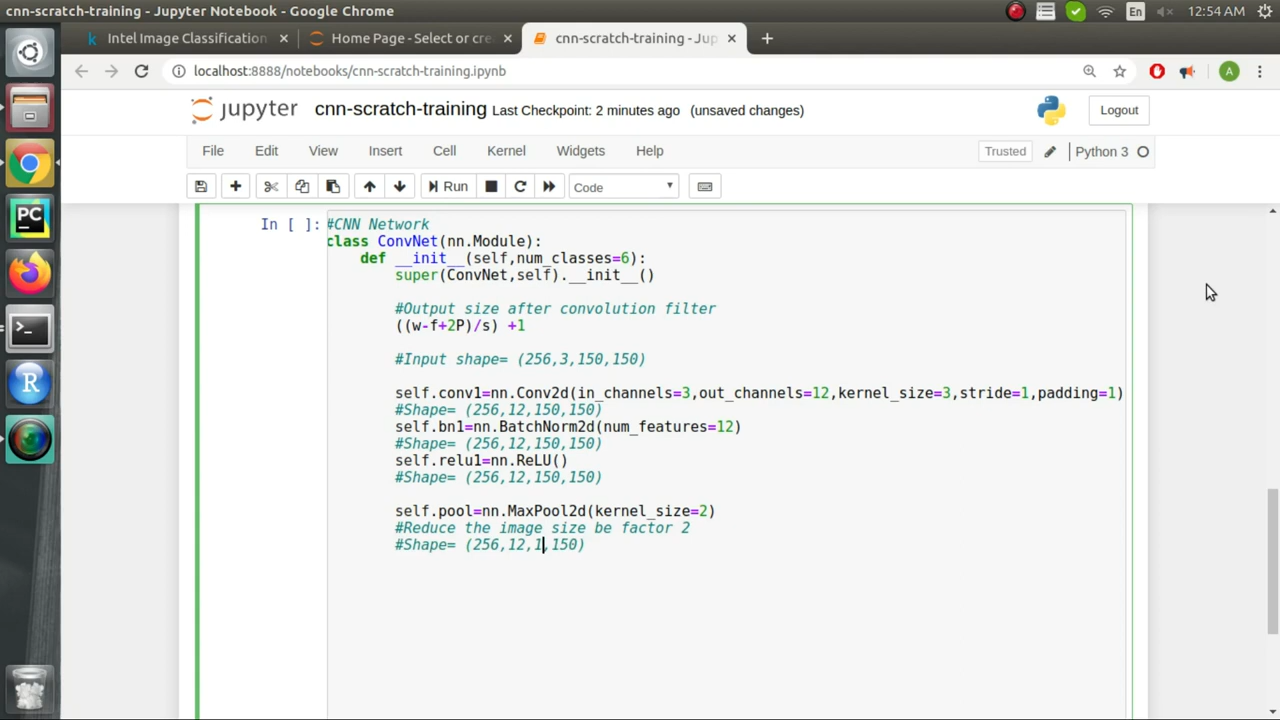 cnn-scratch-training - Jupyter Notebook - Google Chrome
En
12:54 AM
k Intel Image Classification
Home Page - Select or cre
cnn-scratch-training - Jup
localhost:8888/notebooks/cnn-scratch-training.ipynb
A
jupyter cnn-scratch-training Last Checkpoint: 2 minutes ago (unsaved changes)
Logout
File Edit View Insert Cell Kernel Widgets Help
Trusted
Python 3
Run
Code
PC
R
In [ ]:
#CNN Network
class ConvNet(nn.Module):
def __init__(self,num_classes=6):
super(ConvNet,self).__init__()
#Output size after convolution filter
((w-f+2P)/s) +1
#Input shape= (256,3,150,150)
self.conv1=nn.Conv2d(in_channels=3,out_channels=12,kernel_size=3,stride=1,padding=1)
#Shape= (256,12,150,150)
self.bn1=nn.BatchNorm2d(num_features=12)
#Shape= (256,12,150,150)
self.relu1=nn.ReLU()
#Shape= (256,12,150,150)
self.pool=nn.MaxPool2d(kernel_size=2)
#Reduce the image size be factor 2
#Shape= (256,12,1,150)